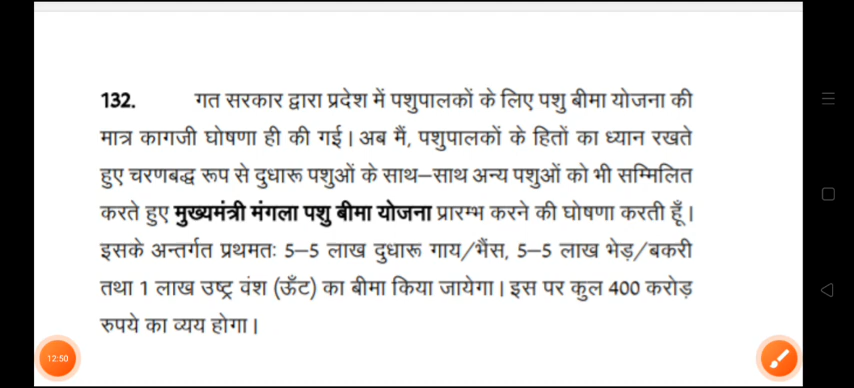 132. गत सरकार द्वारा प्रदेश में पशुपालकों के लिए पशु बीमा योजना की
मात्र कागजी घोषणा ही की गई। अब मैं, पशुपालकों के हितों का ध्यान रखते
हुए चरणबद्ध रूप से दुधारू पशुओं के साथ–साथ अन्य पशुओं को भी सम्मिलित
करते हुए मुख्यमंत्री मंगला पशु बीमा योजना प्रारम्भ करने की घोषणा करती हूँ।
इसके अन्तर्गत प्रथमतः 5–5 लाख दुधारू गाय/भैंस, 5–5 लाख भेड़/बकरी
तथा 1 लाख उष्ट्र वंश (ऊँट) का बीमा किया जायेगा। इस पर कुल 400 करोड़
रुपये का व्यय होगा।
12:50